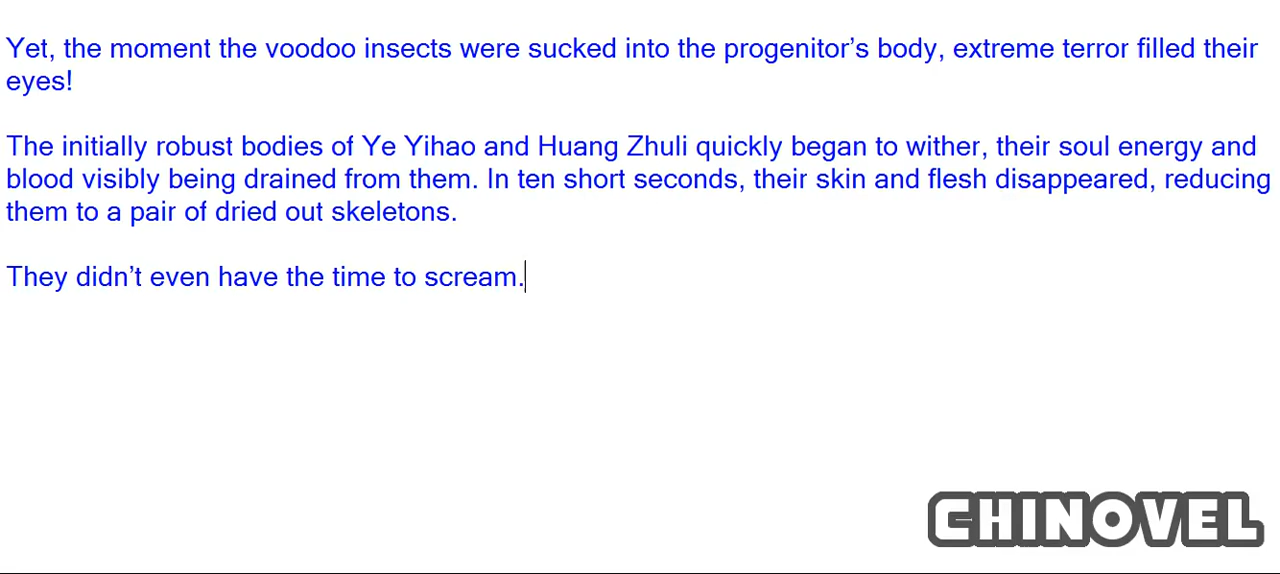 Yet, the moment the voodoo insects were sucked into the progenitor’s body, extreme terror filled their
eyes!
The initially robust bodies of Ye Yihao and Huang Zhuli quickly began to wither, their soul energy and
blood visibly being drained from them. In ten short seconds, their skin and flesh disappeared, reducing
them to a pair of dried out skeletons.
They didn’t even have the time to scream.
CHINOVEL